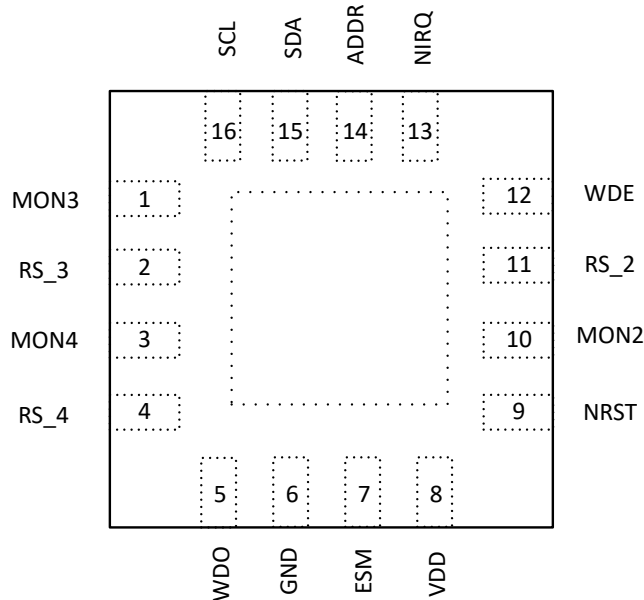 SCL SDA ADDR NIRQ
16 15 14 13
MON3 1 12 WDE
RS_3 2 11 RS_2
MON4 3 10 MON2
RS_4 4 9 NRST
5 6 7 8
WDO GND ESM VDD